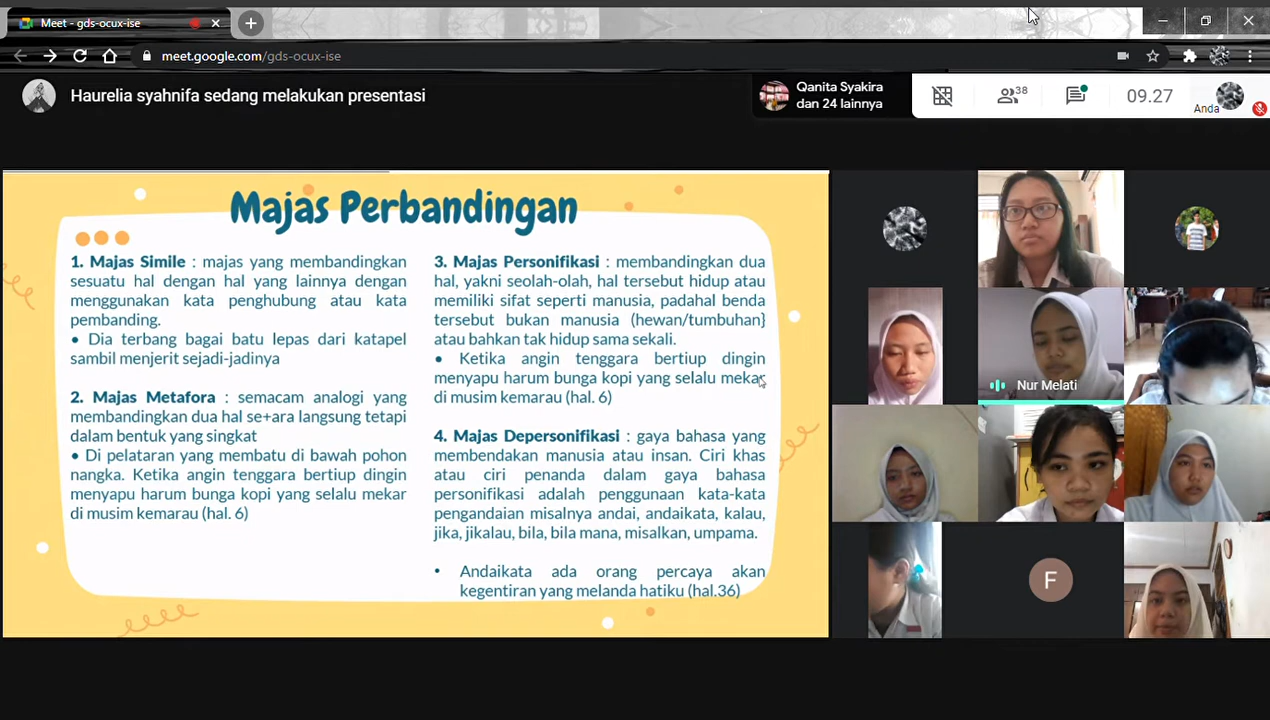 Meet - gds-ocux-ise
meet.google.com/gds-ocux-ise
Haurelia syahnifa sedang melakukan presentasi
Qanita Syakira
dan 24 lainnya
38
09.27
Anda
Majas Perbandingan
1. Majas Simile : majas yang membandingkan
sesuatu hal dengan hal yang lainnya dengan
menggunakan kata penghubung atau kata
pembanding.
• Dia terbang bagai batu lepas dari katapel
sambil menjerit sejadi-jadinya
2. Majas Metafora : semacam analogi yang
membandingkan dua hal se+ara langsung tetapi
dalam bentuk yang singkat
• Di pelataran yang membatu di bawah pohon
nangka. Ketika angin tenggara bertiup dingin
menyapu harum bunga kopi yang selalu mekar
di musim kemarau (hal. 6)
3. Majas Personifikasi : membandingkan dua
hal, yakni seolah-olah, hal tersebut hidup atau
memiliki sifat seperti manusia, padahal benda
tersebut bukan manusia (hewan/tumbuhan}
atau bahkan tak hidup sama sekali.
• Ketika angin tenggara bertiup dingin
menyapu harum bunga kopi yang selalu mekar
di musim kemarau (hal. 6)
4. Majas Depersonifikasi : gaya bahasa yang
membendakan manusia atau insan. Ciri khas
atau ciri penanda dalam gaya bahasa
personifikasi adalah penggunaan kata-kata
pengandaian misalnya andai, andaikata, kalau,
jika, jikalau, bila, bila mana, misalkan, umpama.
• Andaikata ada orang percaya akan
kegentiran yang melanda hatiku (hal.36)
Nur Melati
F